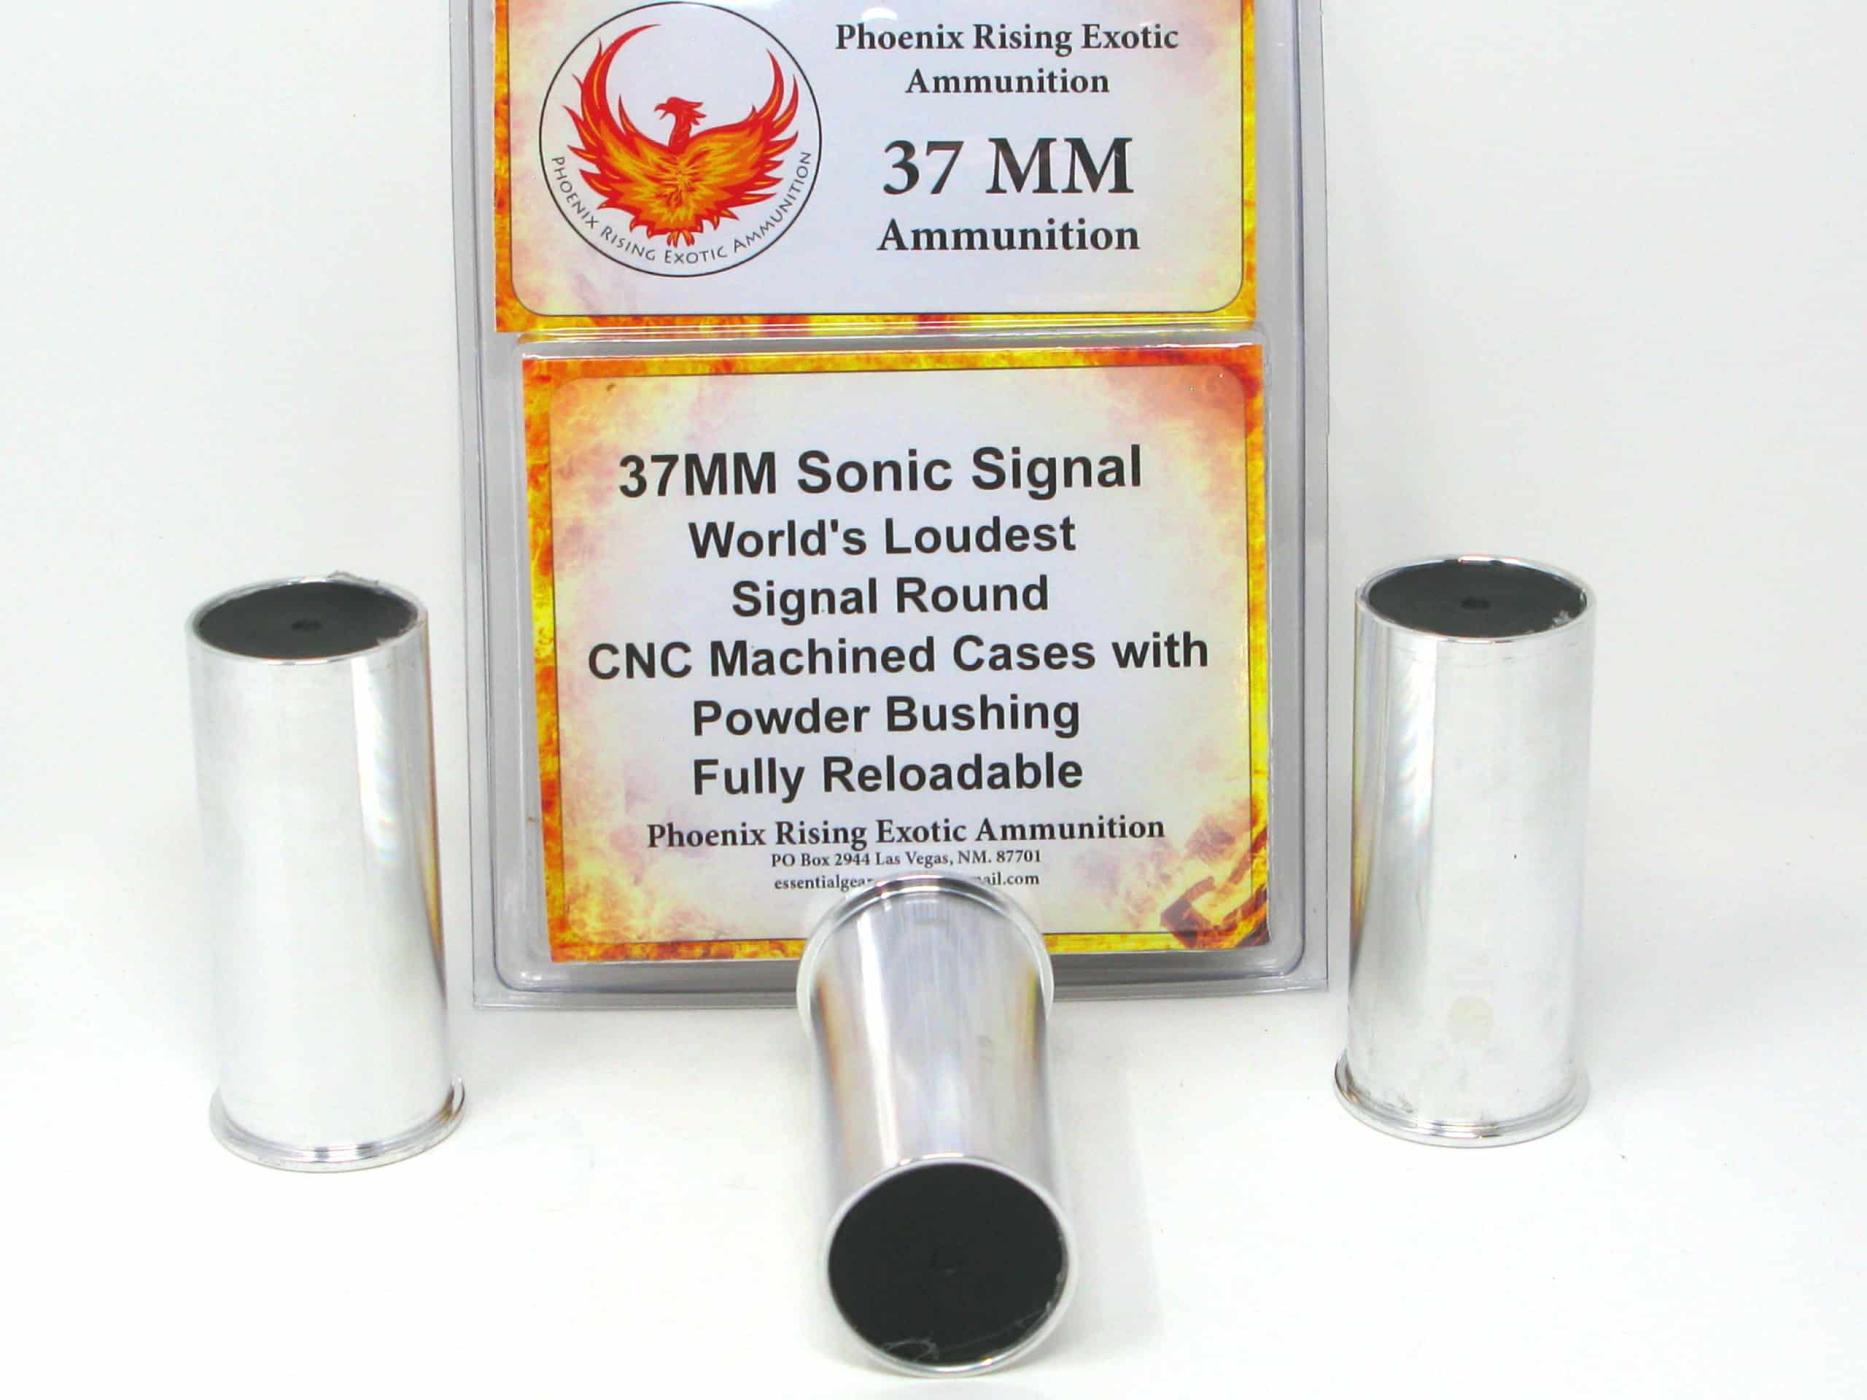 Phoenix Rising Exotic
Ammunition
37 MM
Ammunition
PHOENIX RISING EXOTIC AMMUNITION
37MM Sonic Signal
World's Loudest
Signal Round
CNC Machined Cases with
Powder Bushing
Fully Reloadable
Phoenix Rising Exotic Ammunition
PO Box 2944 Las Vegas, NM. 87701